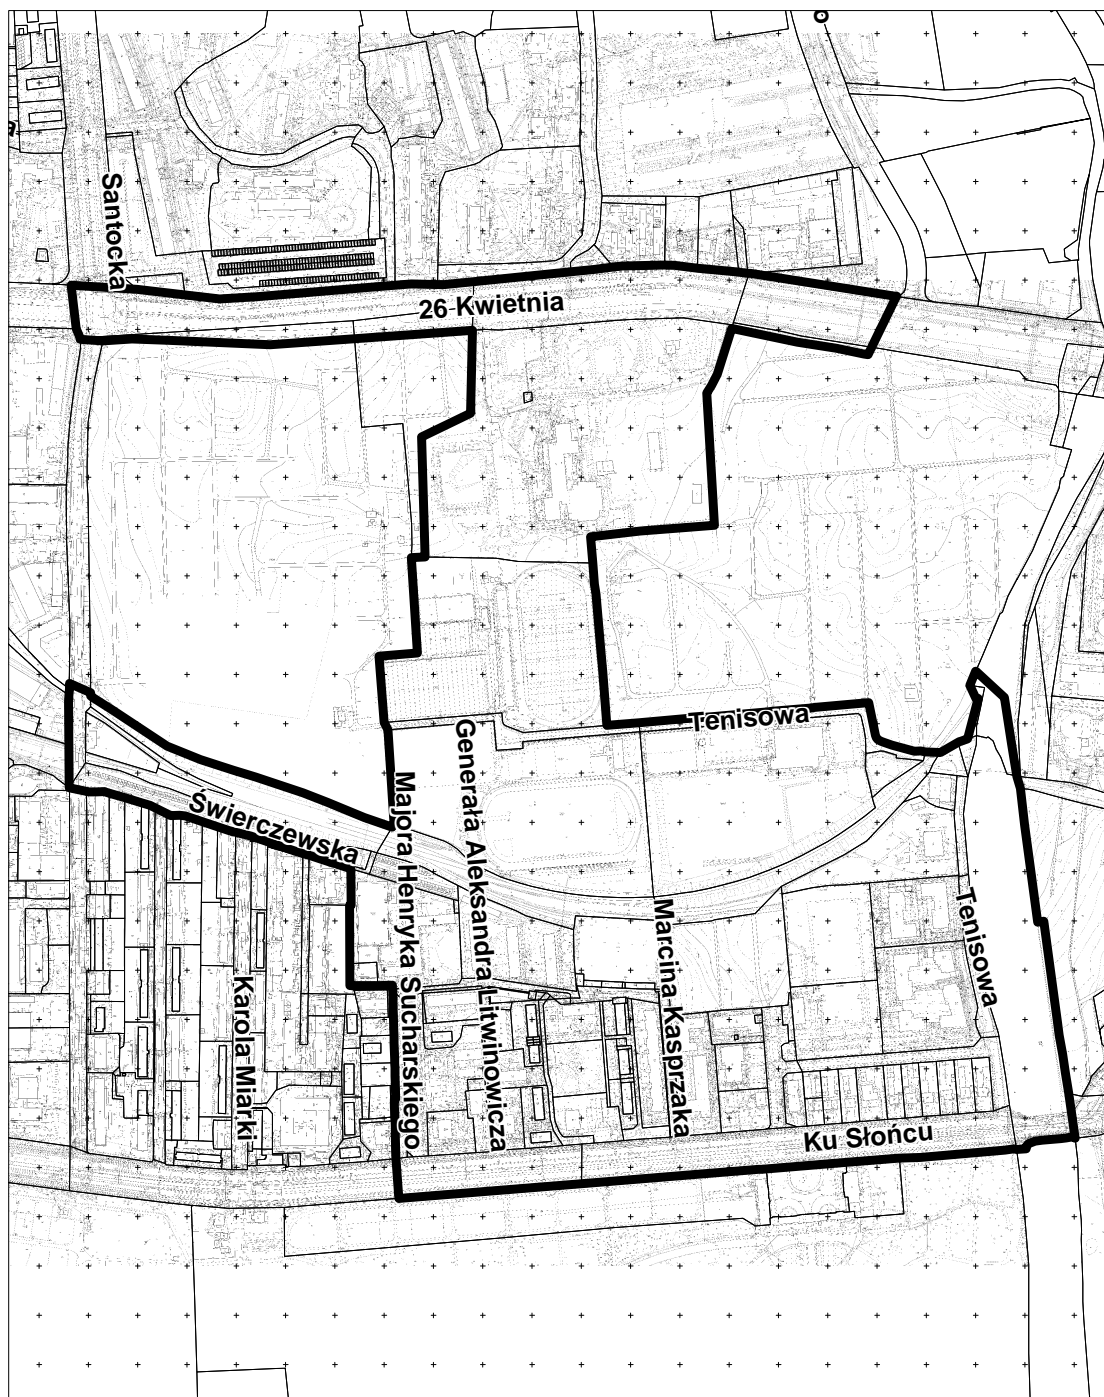 Santocka
26 Kwietnia
Tenisowa
Generała Aleksandra Litwinowicza
Majora Henryka Sucharskiego
Świerczewska
Marcina Kasprzaka
Tenisowa
Karola Miarki
Ku Słońcu